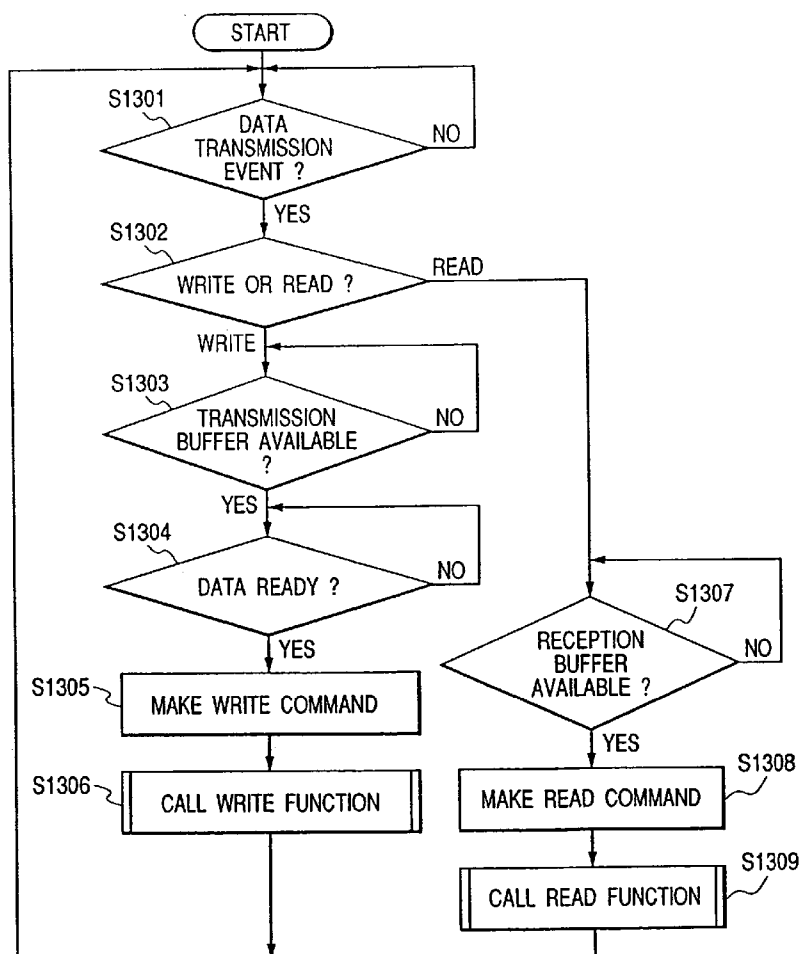 START
S1301
DATA
TRANSMISSION
EVENT ?
NO
YES
S1302
WRITE OR READ ?
READ
WRITE
S1303
TRANSMISSION
BUFFER AVAILABLE
?
NO
YES
S1304
DATA READY ?
NO
YES
S1305
MAKE WRITE COMMAND
S1306
CALL WRITE FUNCTION
S1307
RECEPTION
BUFFER
AVAILABLE ?
NO
YES
S1308
MAKE READ COMMAND
S1309
CALL READ FUNCTION